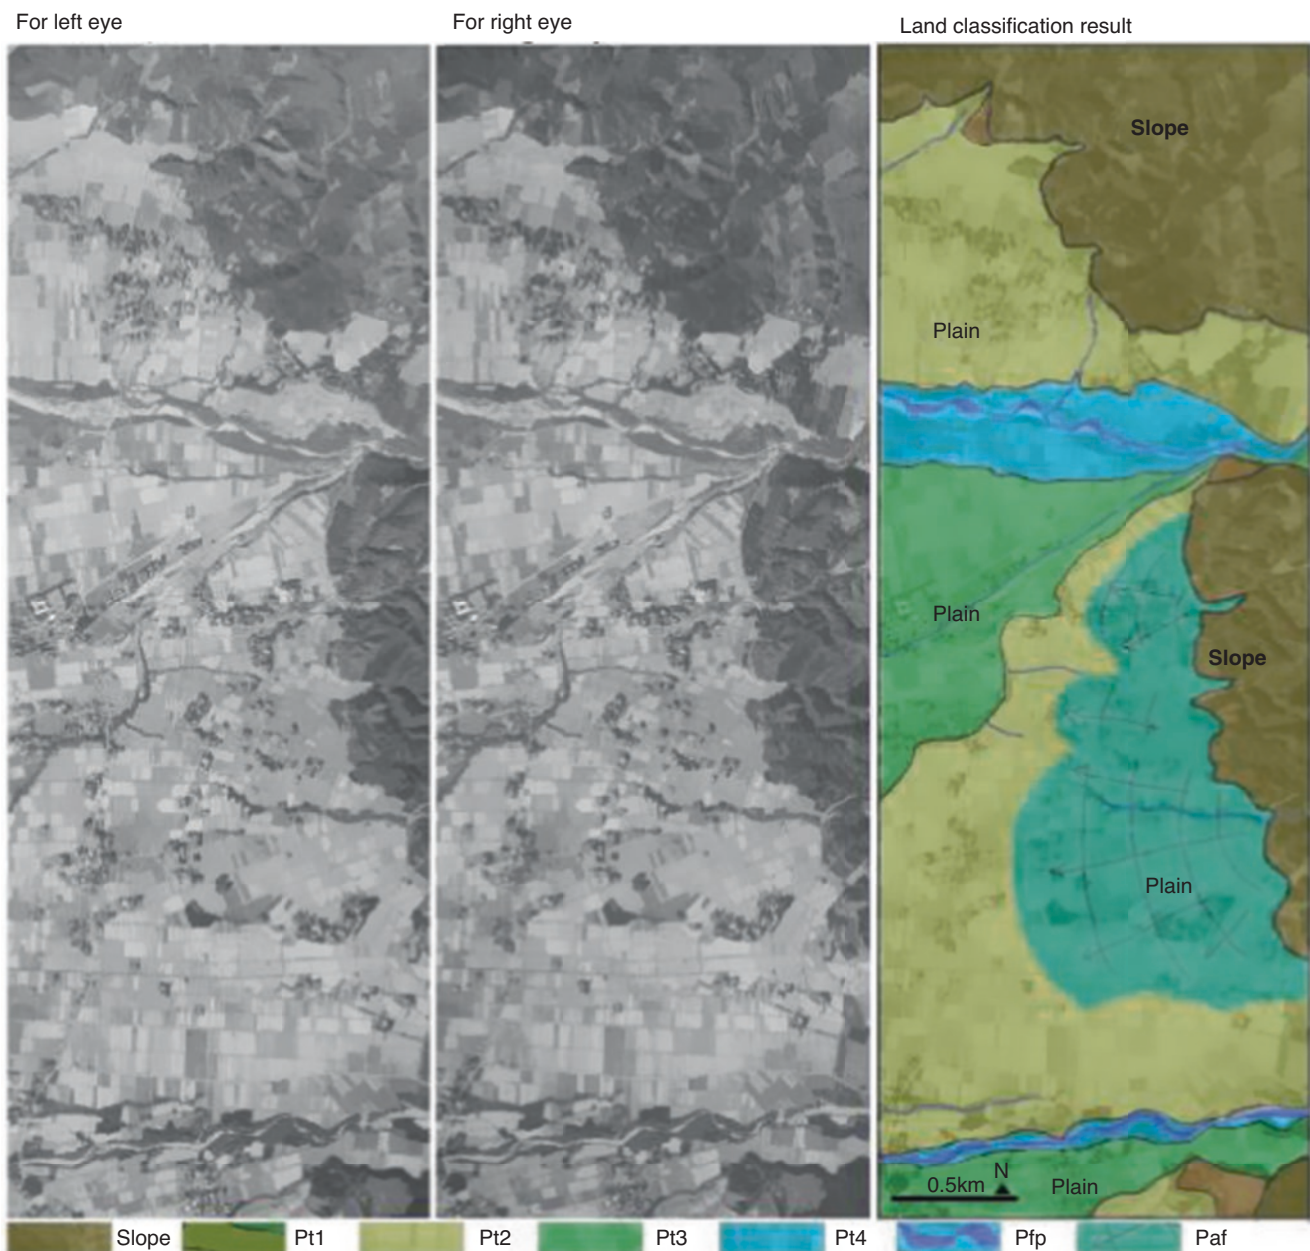 For left eye
For right eye
Land classification result
Slope
Plain
Plain
Slope
Plain
0.5km
N
Plain
Slope
Pt1
Pt2
Pt3
Pt4
Pfp
Paf